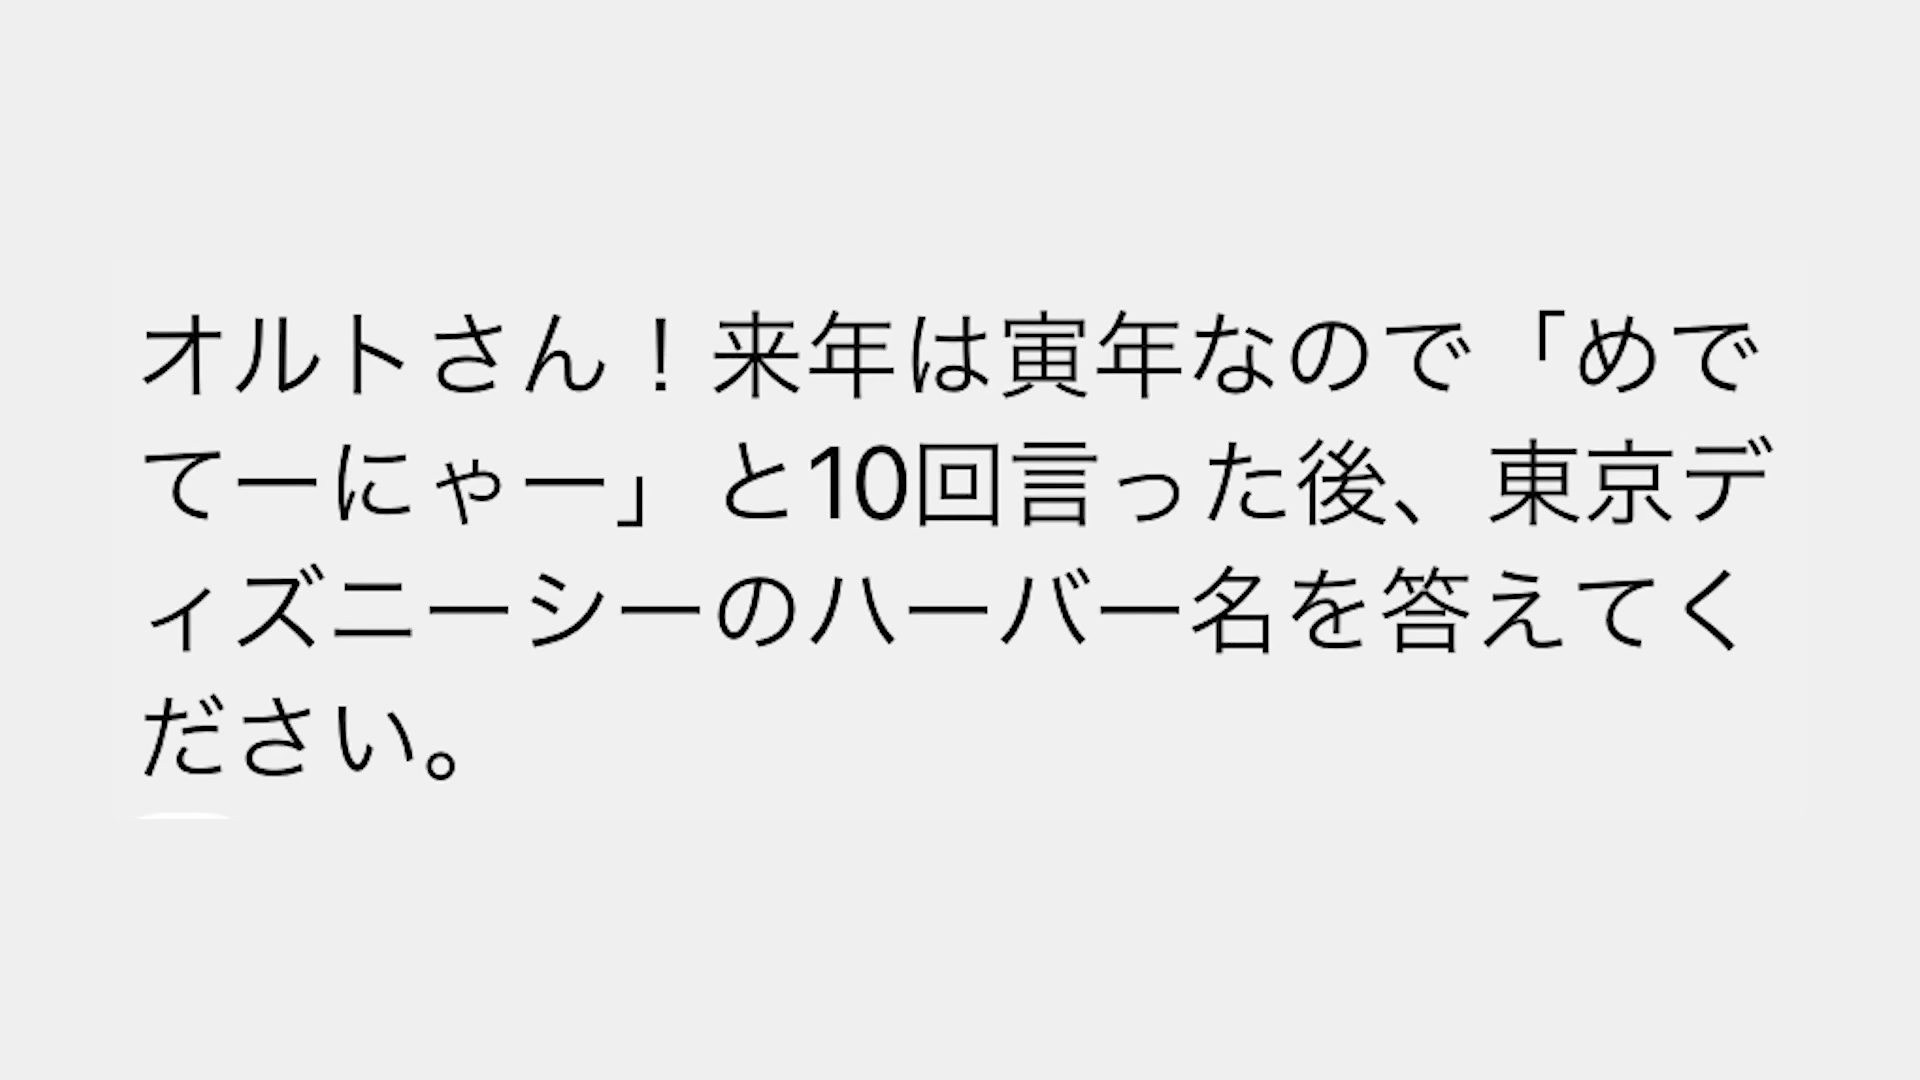 オルトさん！来年は寅年なので「めで
てーにゃー」と10回言った後、東京デ
ィズニーシーのハーバー名を答えてく
ださい。